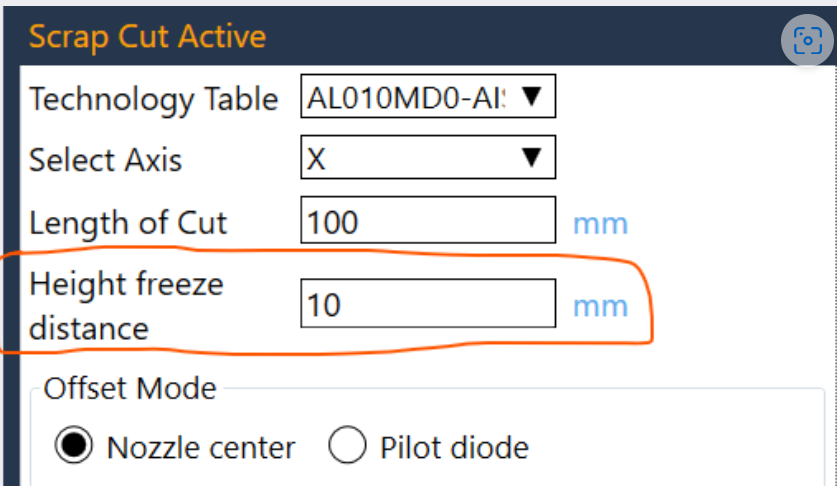 Scrap Cut Active
Technology Table AL010MD0-AI
Select Axis X
Length of Cut 100 mm
Height freeze
distance 10 mm
Offset Mode
Nozzle center Pilot diode